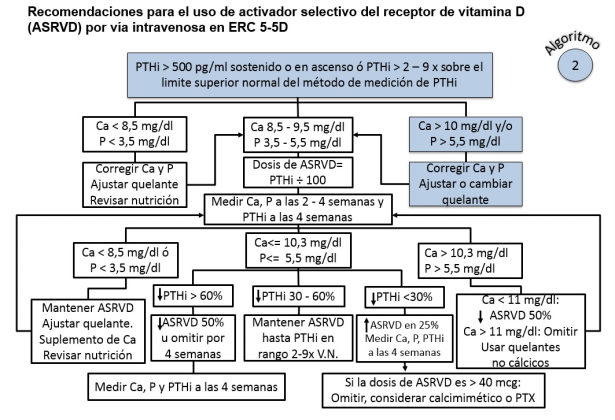 Recomendaciones para el uso de activador selectivo del receptor de vitamina D
(ASRVD) por via intravenosa en ERC 5-5D
Algoritmo
2
PTHi > 500 pg/ml sostenido o en ascenso ó PTHi > 2 – 9 x sobre el
limite superior normal del método de medición de PTHi
Ca < 8,5 mg/dl
P < 3,5 mg/dl
Ca 8,5 - 9,5 mg/dl
P 3,5 - 5,5 mg/dl
Ca > 10 mg/dl y/o
P > 5,5 mg/dl
Corregir Ca y P
Ajustar quelante
Revisar nutrición
Dosis de ASRVD=
PTHi ÷ 100
Corregir Ca y P
Ajustar o cambiar
quelante
Medir Ca, P a las 2 - 4 semanas y
PTHi a las 4 semanas
Ca < 8,5 mg/dl ó
P < 3,5 mg/dl
Ca<= 10,3 mg/dl
P<= 5,5 mg/dl
Ca > 10,3 mg/dl
P > 5,5 mg/dl
↓PTHi > 60%
↓PTHi 30 - 60%
↓PTHi <30%
Mantener ASRVD
Ajustar quelante.
Suplemento de Ca
Revisar nutrición
↓ASRVD 50%
u omitir por
4 semanas
Mantener ASRVD
hasta PTHi en
rango 2-9x V.N.
↑ASRVD en 25%
Medir Ca, P, PTHi
a las 4 semanas
Ca < 11 mg/dl:
↓ ASRVD 50%
Ca > 11 mg/dl: Omitir
Usar quelantes
no cálcicos
Medir Ca, P y PTHi a las 4 semanas
Si la dosis de ASRVD es > 40 mcg:
Omitir, considerar calcimimético o PTX